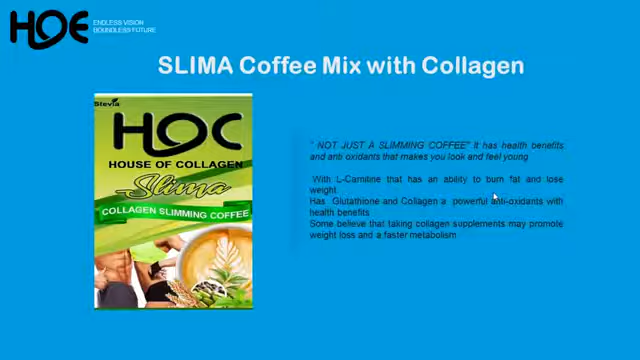 HOE
ENDLESS VISION
BOUNDLESS FUTURE
SLIMA Coffee Mix with Collagen
Stevia
HOC
HOUSE OF COLLAGEN
Slima
COLLAGEN SLIMMING COFFEE
" NOT JUST A SLIMMING COFFEE" It has health benefits
and anti oxidants that makes you look and feel young
With L-Carnitine that has an ability to burn fat and lose
weight.
Has Glutathione and Collagen a powerful anti-oxidants with
health benefits
Some believe that taking collagen supplements may promote
weight loss and a faster metabolism